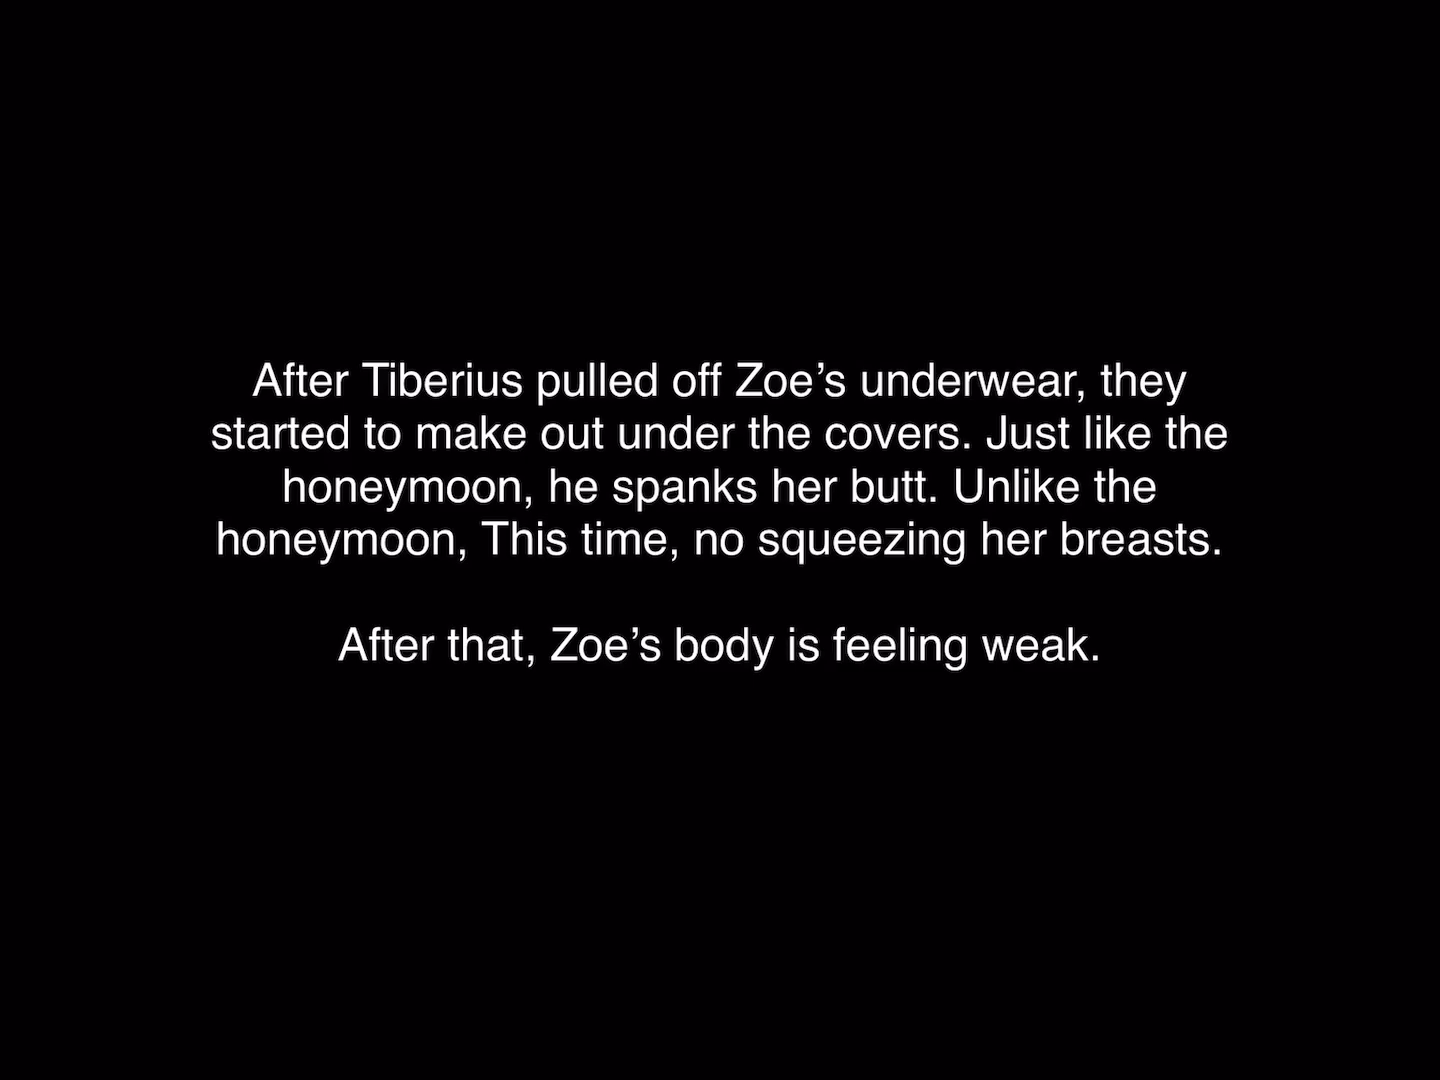 After Tiberius pulled off Zoe’s underwear, they
started to make out under the covers. Just like the
honeymoon, he spanks her butt. Unlike the
honeymoon, This time, no squeezing her breasts.
After that, Zoe’s body is feeling weak.